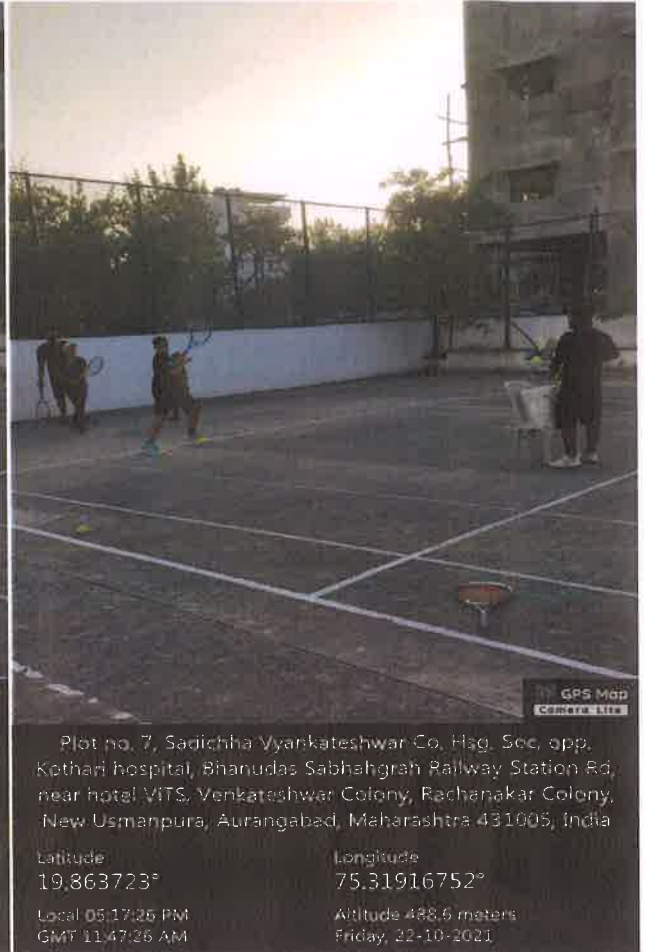 GPS Map
Camera Lite
Plot no. 7, Sadichha Vyankateshwar Co. Hsg. Soc. opp.
Kothari hospital, Bhanudas Sabhahgrah Railway Station Rd,
near hotel VITS, Venkateshwar Colony, Rachanakar Colony,
New Usmanpura, Aurangabad, Maharashtra 431005, India
Latitude
19.863723°
Longitude
75.31916752°
Local 05:17:26 PM
GMT 11:47:26 AM
Altitude 488.6 meters
Friday, 22-10-2021